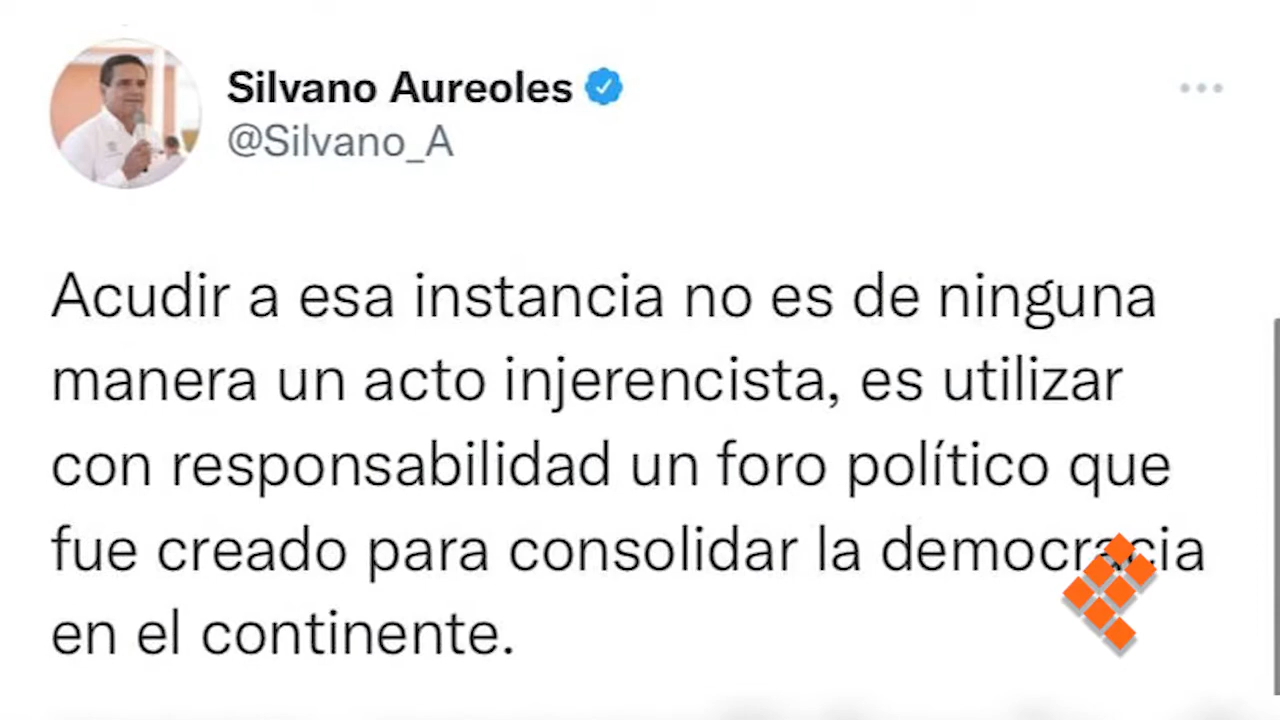 Silvano Aureoles
@Silvano_A
Acudir a esa instancia no es de ninguna
manera un acto injerencista, es utilizar
con responsabilidad un foro político que
fue creado para consolidar la democracia
en el continente.